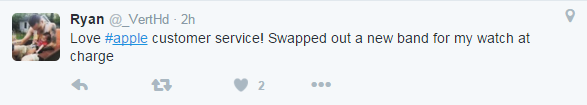 Ryan @_VertHd · 2h
Love #apple customer service! Swapped out a new band for my watch at
charge
2